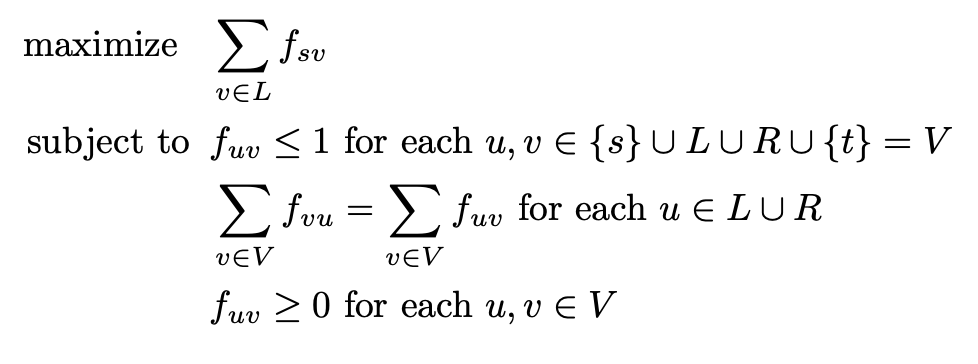 maximize ∑_{v∈L} f_{sv}
subject to f_{uv} ≤ 1 for each u, v ∈ {s} ∪ L ∪ R ∪ {t} = V
∑_{v∈V} f_{vu} = ∑_{v∈V} f_{uv} for each u ∈ L ∪ R
f_{uv} ≥ 0 for each u, v ∈ V